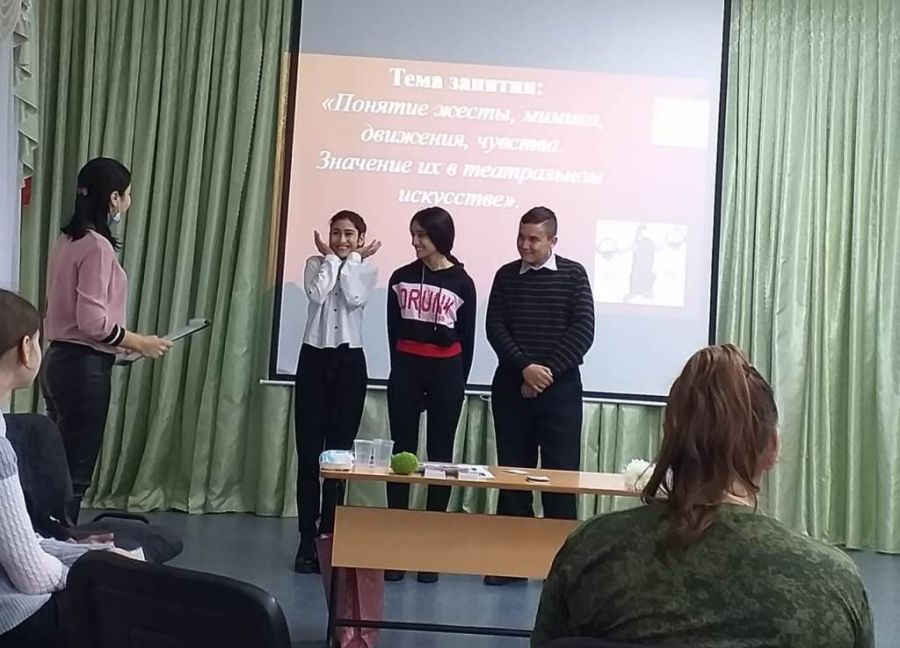 Тема занятия:
«Понятие жесты, мимика,
движения, чувства.
Значение их в театральном
искусстве».
DRUNK